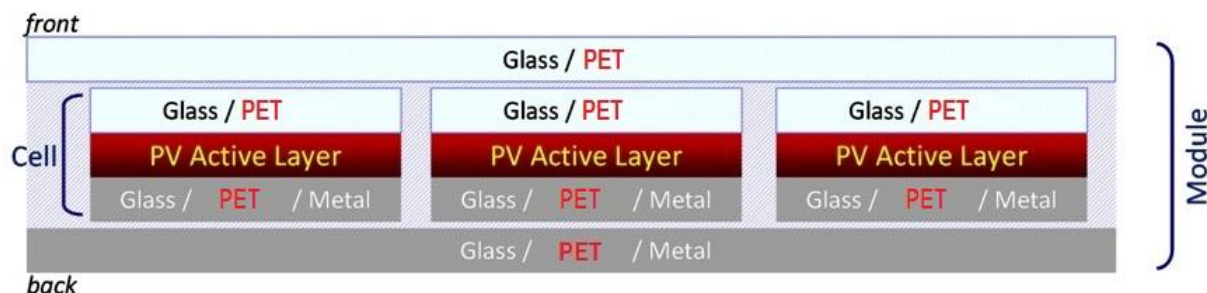 front
Glass / PET
Glass / PET Glass / PET Glass / PET
Cell PV Active Layer PV Active Layer PV Active Layer
Glass / PET / Metal Glass / PET / Metal Glass / PET / Metal
Glass / PET / Metal
back
Module